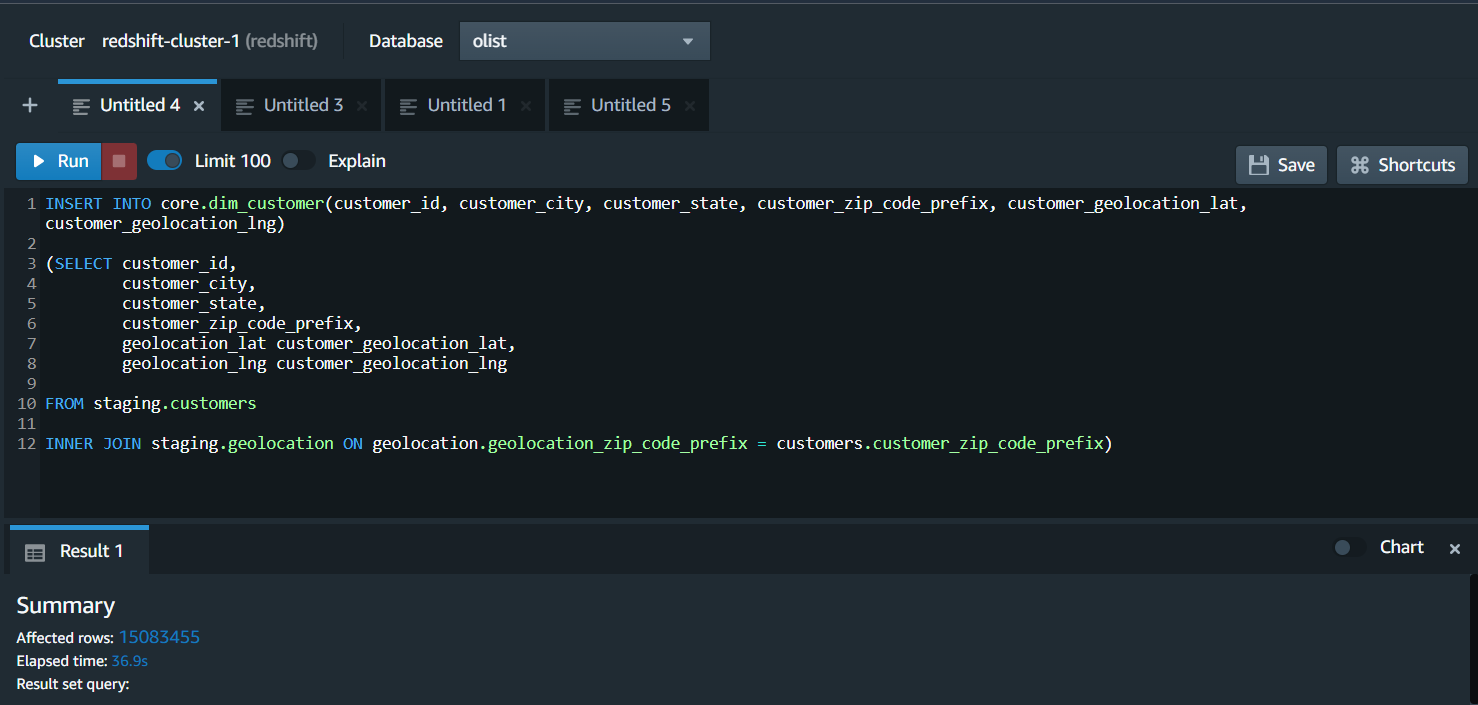 Cluster redshift-cluster-1 (redshift) Database olist
+ Untitled 4 × Untitled 3 × Untitled 1 × Untitled 5 ×
Run Limit 100 Explain Save ⌘ Shortcuts
1 INSERT INTO core.dim_customer(customer_id, customer_city, customer_state, customer_zip_code_prefix, customer_geolocation_lat,
customer_geolocation_lng)
2
3 (SELECT customer_id,
4 customer_city,
5 customer_state,
6 customer_zip_code_prefix,
7 geolocation_lat customer_geolocation_lat,
8 geolocation_lng customer_geolocation_lng
9
10 FROM staging.customers
11
12 INNER JOIN staging.geolocation ON geolocation.geolocation_zip_code_prefix = customers.customer_zip_code_prefix)
Result 1 Chart ×
Summary
Affected rows: 15083455
Elapsed time: 36.9s
Result set query: